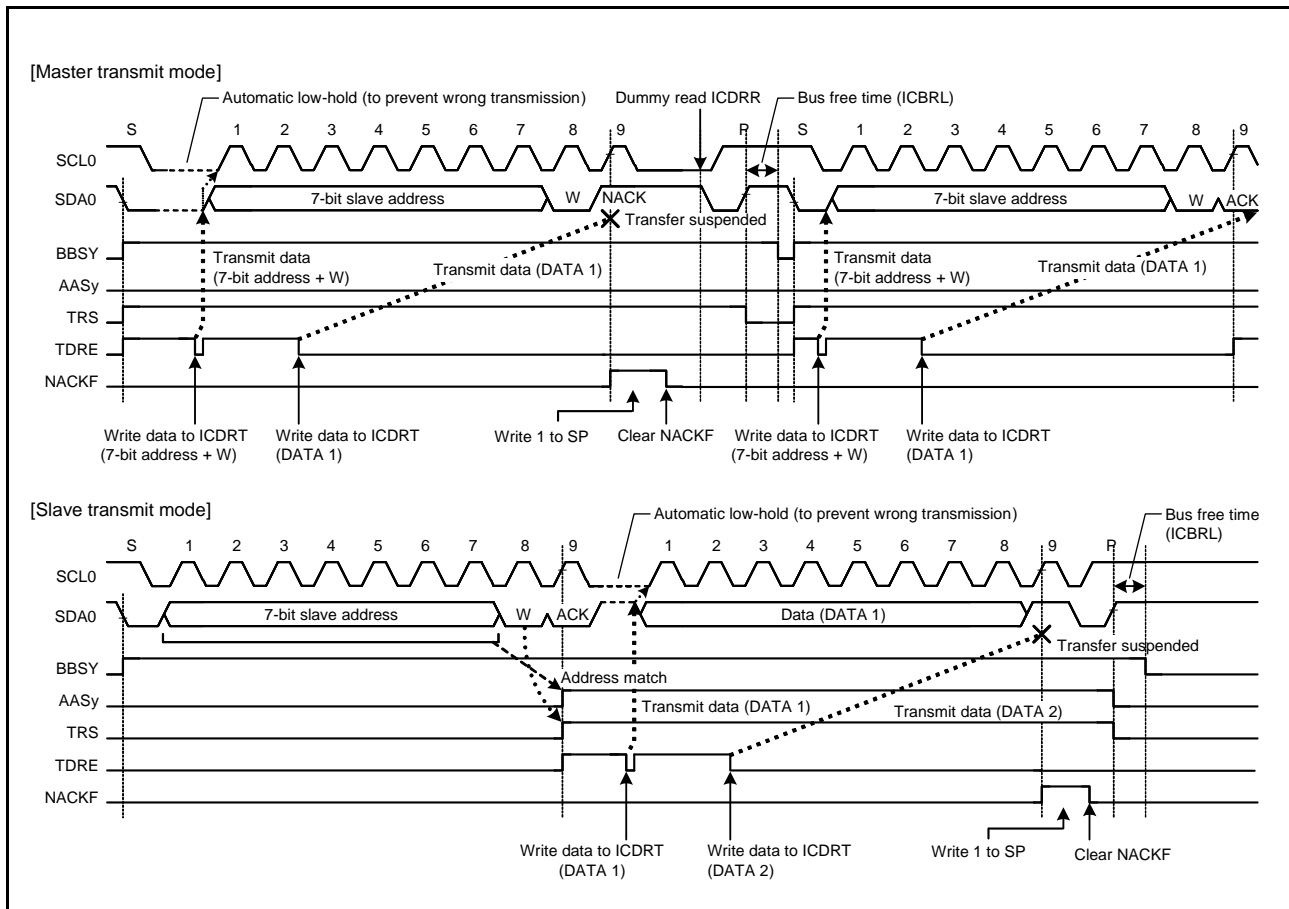 [Master transmit mode]
Automatic low-hold (to prevent wrong transmission)
Dummy read ICDRR
Bus free time (ICBRL)
S 1 2 3 4 5 6 7 8 9 P S 1 2 3 4 5 6 7 8 9
SCL0
SDA0
7-bit slave address
W
NACK
7-bit slave address
W
ACK
Transfer suspended
BBSY
Transmit data
(7-bit address + W)
Transmit data (DATA 1)
Transmit data
(7-bit address + W)
Transmit data (DATA 1)
AASy
TRS
TDRE
NACKF
Write data to ICDRT
(7-bit address + W)
Write data to ICDRT
(DATA 1)
Write 1 to SP
Clear NACKF
Write data to ICDRT
(7-bit address + W)
Write data to ICDRT
(DATA 1)
[Slave transmit mode]
Automatic low-hold (to prevent wrong transmission)
Bus free time
(ICBRL)
S 1 2 3 4 5 6 7 8 9 1 2 3 4 5 6 7 8 9 P
SCL0
SDA0
7-bit slave address
W
ACK
Data (DATA 1)
Transfer suspended
BBSY
Address match
AASy
Transmit data (DATA 1)
Transmit data (DATA 2)
TRS
TDRE
NACKF
Write data to ICDRT
(DATA 1)
Write data to ICDRT
(DATA 2)
Write 1 to SP
Clear NACKF